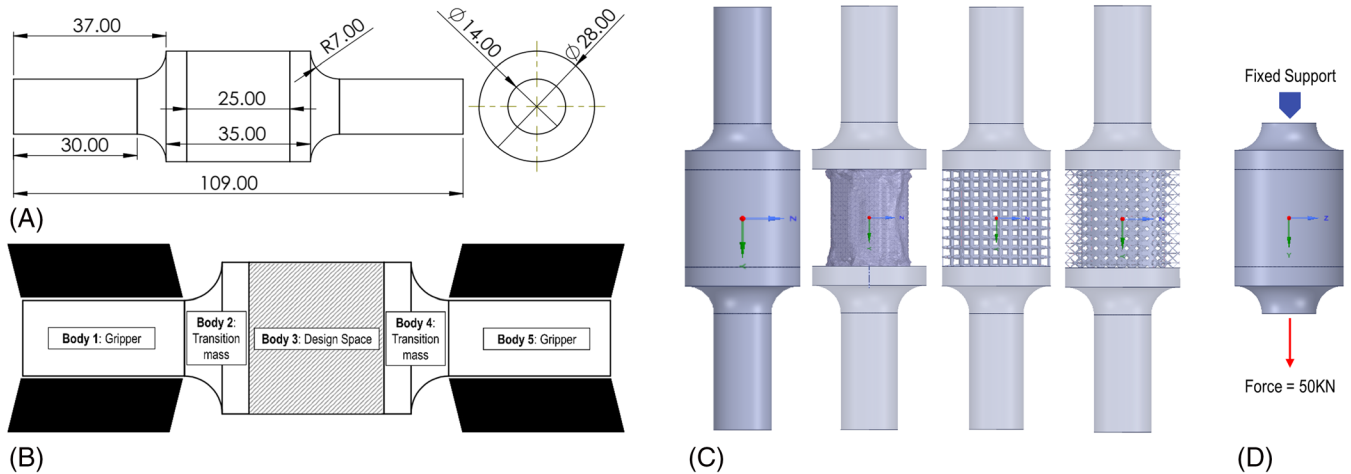 37.00
R7.00
Ø14.00
Ø28.00
25.00
35.00
30.00
109.00
(A)
Body 1: Gripper
Body 2:
Transition
mass
Body 3: Design Space
Body 4:
Transition
mass
Body 5: Gripper
(B)
Z
Y
Z
Y
Z
Z
Y
(C)
Fixed Support
Z
Y
Force = 50KN
(D)